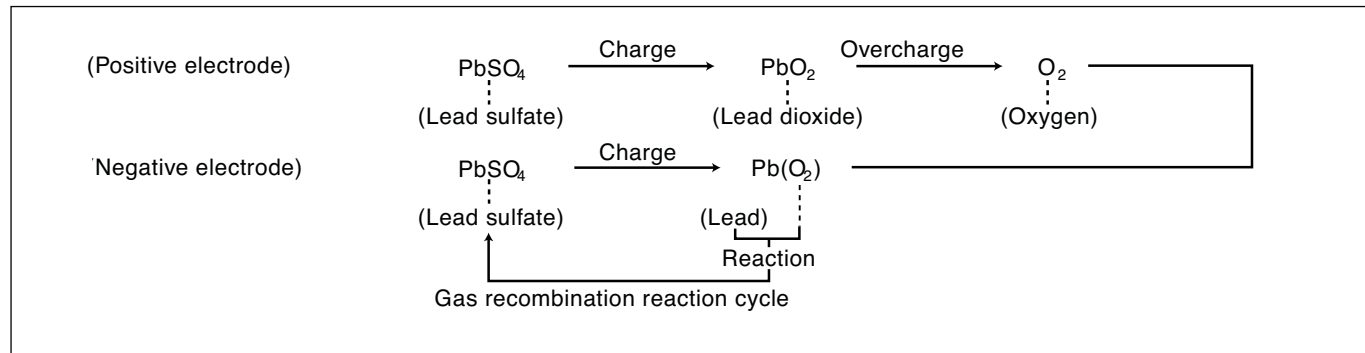 (Positive electrode) PbSO₄ Charge PbO₂ Overcharge O₂
(Lead sulfate) (Lead dioxide) (Oxygen)
'Negative electrode) PbSO₄ Charge Pb(O₂)
(Lead sulfate) (Lead)
Reaction
Gas recombination reaction cycle